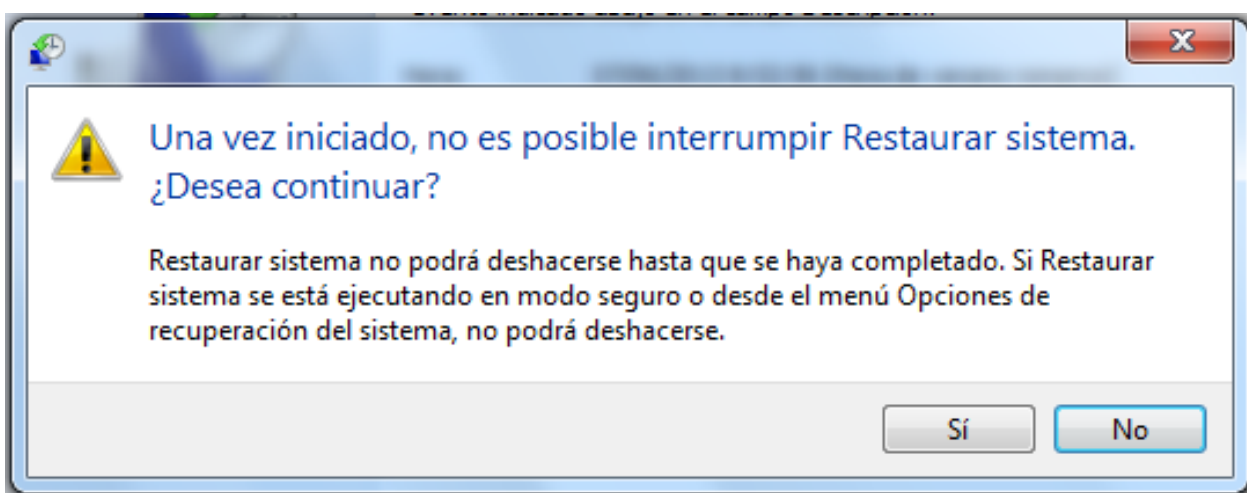 Una vez iniciado, no es posible interrumpir Restaurar sistema.
¿Desea continuar?
Restaurar sistema no podrá deshacerse hasta que se haya completado. Si Restaurar
sistema se está ejecutando en modo seguro o desde el menú Opciones de
recuperación del sistema, no podrá deshacerse.
Sí
No